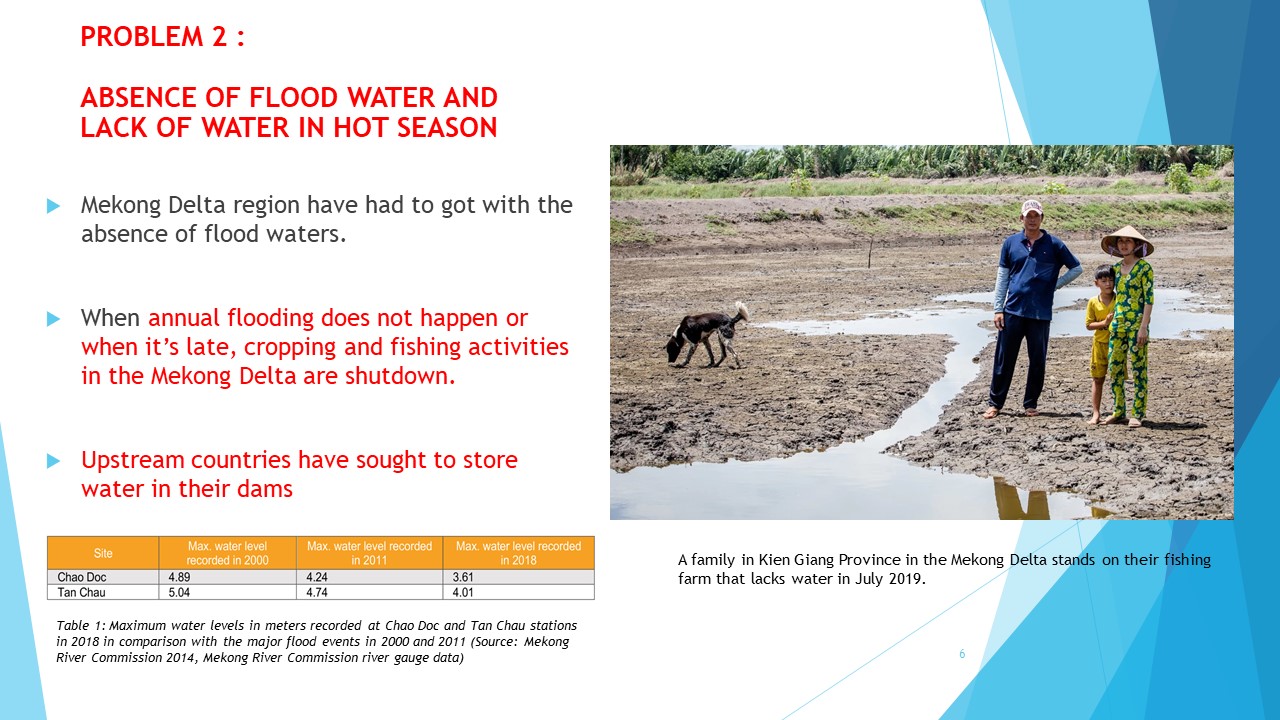 PROBLEM 2 :
ABSENCE OF FLOOD WATER AND
LACK OF WATER IN HOT SEASON
Mekong Delta region have had to got with the
absence of flood waters.
When annual flooding does not happen or
when it’s late, cropping and fishing activities
in the Mekong Delta are shutdown.
Upstream countries have sought to store
water in their dams
Site | Max. water level recorded in 2000 | Max. water level recorded in 2011 | Max. water level recorded in 2018
Chao Doc 4.89 4.24 3.61
Tan Chau 5.04 4.74 4.01
Table 1: Maximum water levels in meters recorded at Chao Doc and Tan Chau stations
in 2018 in comparison with the major flood events in 2000 and 2011 (Source: Mekong
River Commission 2014, Mekong River Commission river gauge data)
A family in Kien Giang Province in the Mekong Delta stands on their fishing
farm that lacks water in July 2019.
6